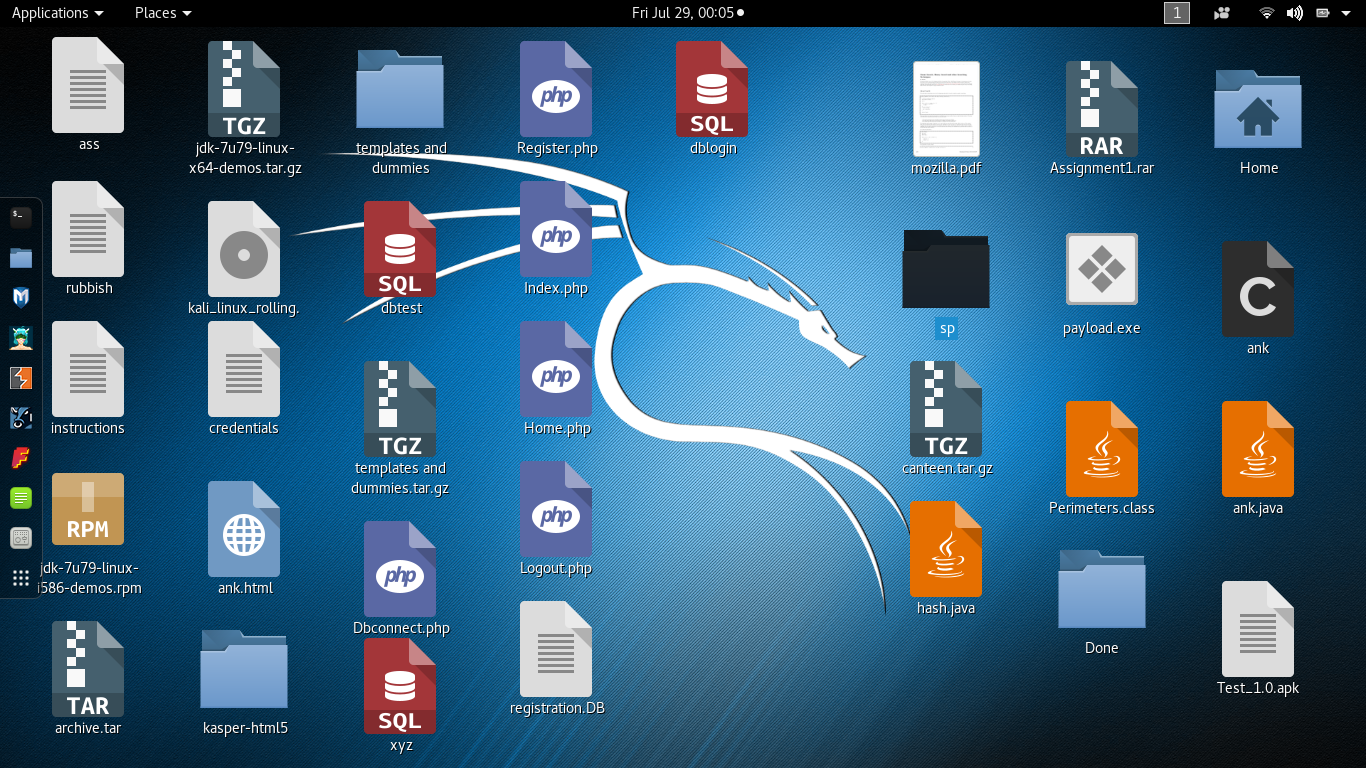 Applications
Places
Fri Jul 29, 00:05
1
ass
TGZ
jdk-7u79-linux-
x64-demos.tar.gz
templates and
dummies
php
Register.php
SQL
dblogin
mozilla.pdf
RAR
Assignment1.rar
Home
rubbish
kali_linux_rolling.
SQL
dbtest
php
Index.php
sp
payload.exe
C
ank
instructions
credentials
TGZ
templates and
dummies.tar.gz
php
Home.php
TGZ
canteen.tar.gz
Perimeters.class
ank.java
RPM
jdk-7u79-linux-
i586-demos.rpm
ank.html
php
Dbconnect.php
php
Logout.php
hash.java
Done
Test_1.0.apk
TAR
archive.tar
kasper-html5
SQL
xyz
registration.DB